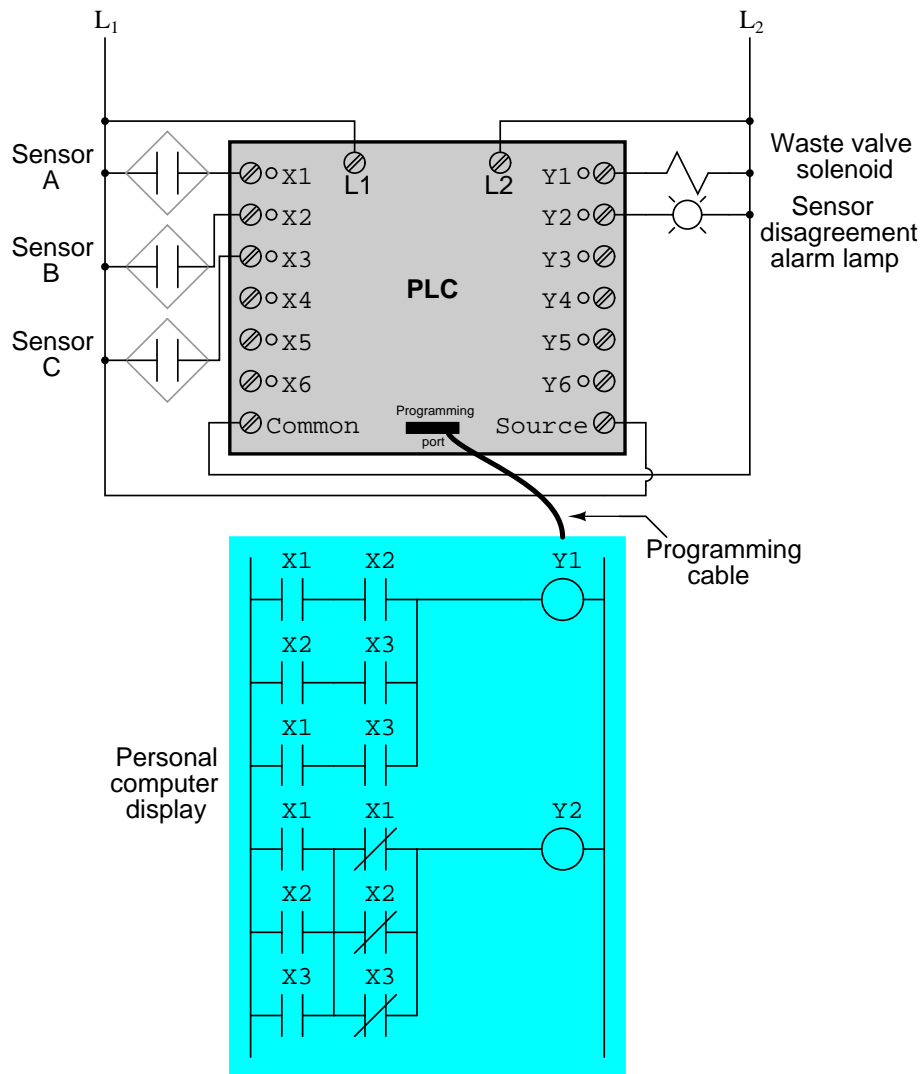 L1 L2
Sensor
A
Sensor
B
Sensor
C
X1
X2
X3
X4
X5
X6
Common
L1 L2
PLC
Programming
port
Y1
Y2
Y3
Y4
Y5
Y6
Source
Waste valve
solenoid
Sensor
disagreement
alarm lamp
Programming
cable
Personal
computer
display
X1 X2 Y1
X2 X3
X1 X3
X1 X1 Y2
X2 X2
X3 X3